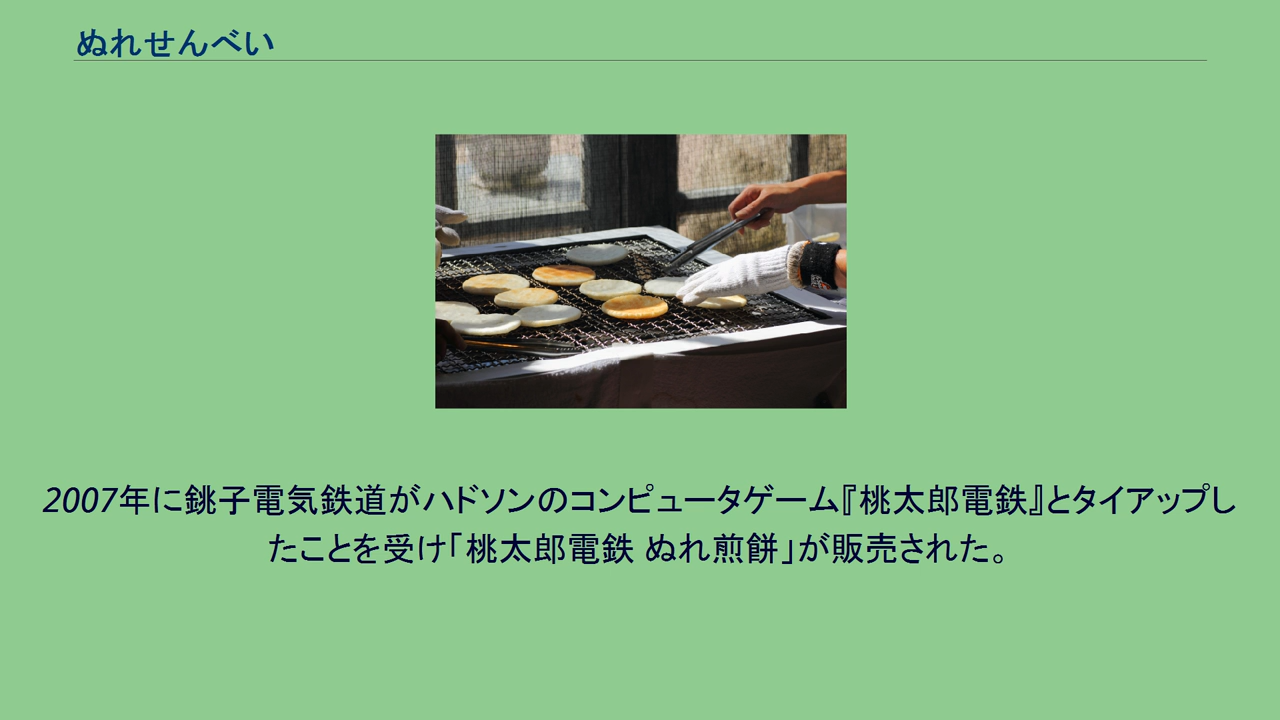 ぬれせんべい
2007年に銚子電気鉄道がハドソンのコンピュータゲーム『桃太郎電鉄』とタイアップし
たことを受け「桃太郎電鉄 ぬれ煎餅」が販売された。